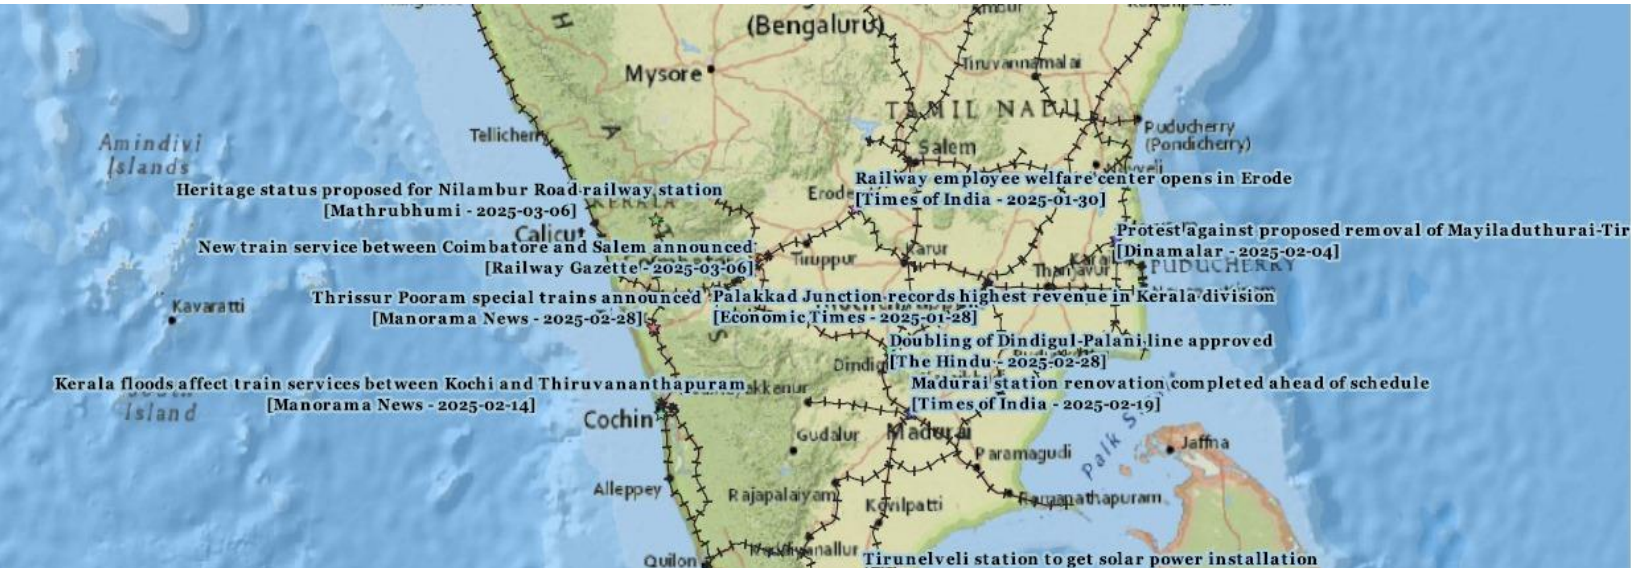 (Bengaluru)
Mysore
Tiruvannamalai
TAMIL NADU
Tellicherry
Puducherry
(Pondicherry)
Salem
Amindivi
Islands
Heritage status proposed for Nilambur Road railway station
[Mathrubhumi - 2025-03-06]
KERALA
Railway employee welfare center opens in Erode
[Times of India - 2025-01-30]
Erode
Calicut
Protest against proposed removal of Mayiladuthurai-Tir
[Dinamalar - 2025-02-04]
New train service between Coimbatore and Salem announced
[Railway Gazette - 2025-03-06]
Tiruppur
Karur
Thanjavur
PUDUCHERRY
Kavaratti
Thrissur Pooram special trains announced
[Manorama News - 2025-02-28]
Palakkad Junction records highest revenue in Kerala division
[Economic Times - 2025-01-28]
Doubling of Dindigul-Palani line approved
[The Hindu - 2025-02-28]
Kerala floods affect train services between Kochi and Thiruvananthapuram
[Manorama News - 2025-02-14]
Island
Madurai station renovation completed ahead of schedule
[Times of India - 2025-02-19]
Cochin
Gudalur
Madurai
Jaffna
Paramagudi
Alleppey
Rajapalaiyam
Kovilpatti
Ramanathapuram
Quilon
Tirunelveli station to get solar power installation